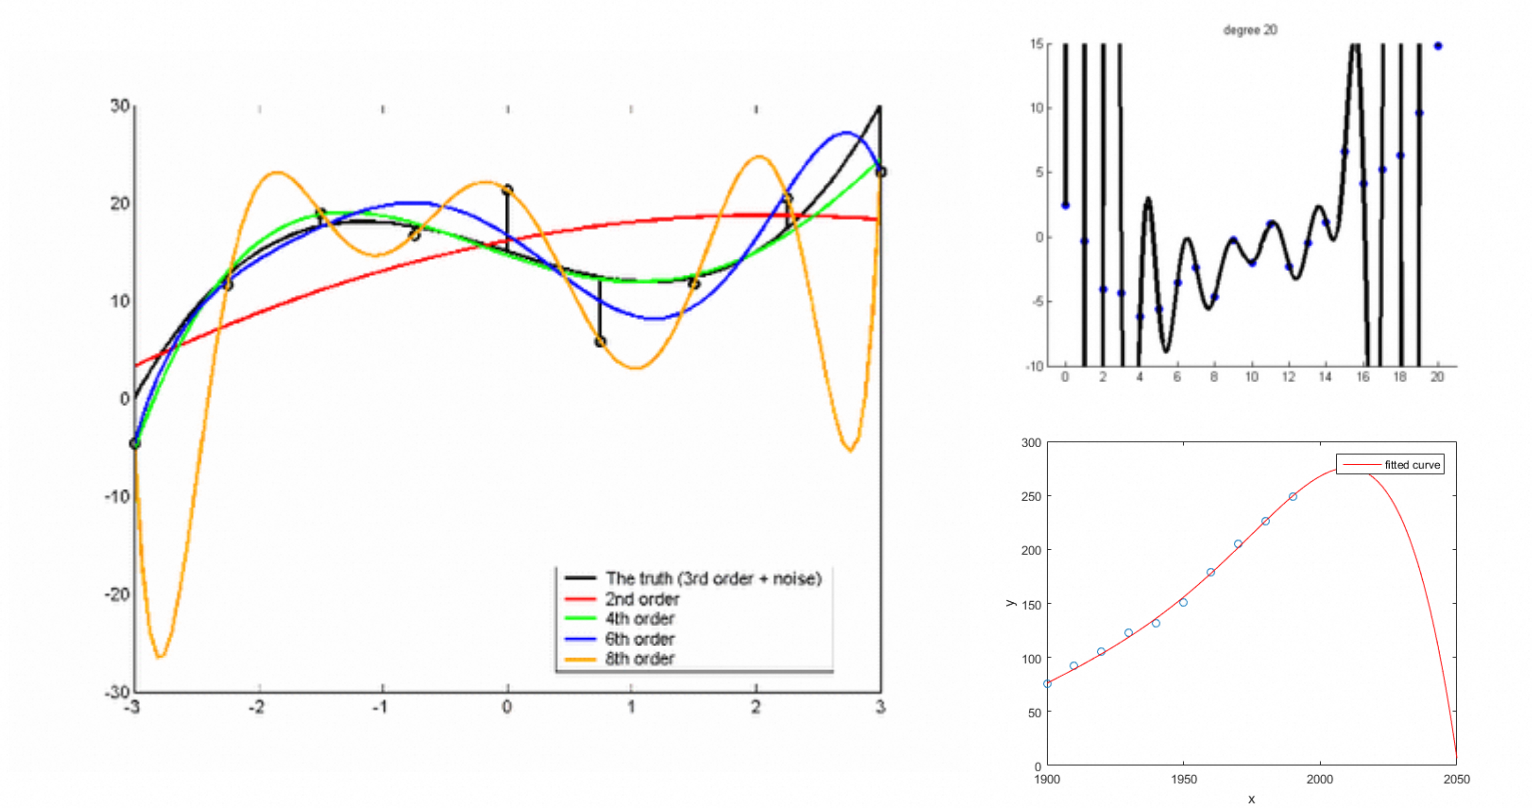 30
20
10
0
-10
-20
-30
-3 -2 -1 0 1 2 3
The truth (3rd order + noise)
2nd order
4th order
6th order
8th order
degree 20
15
10
5
0
-5
-10
0 2 4 6 8 10 12 14 16 18 20
300
250
200
150
100
50
0
1900 1950 2000 2050
y
x
fitted curve